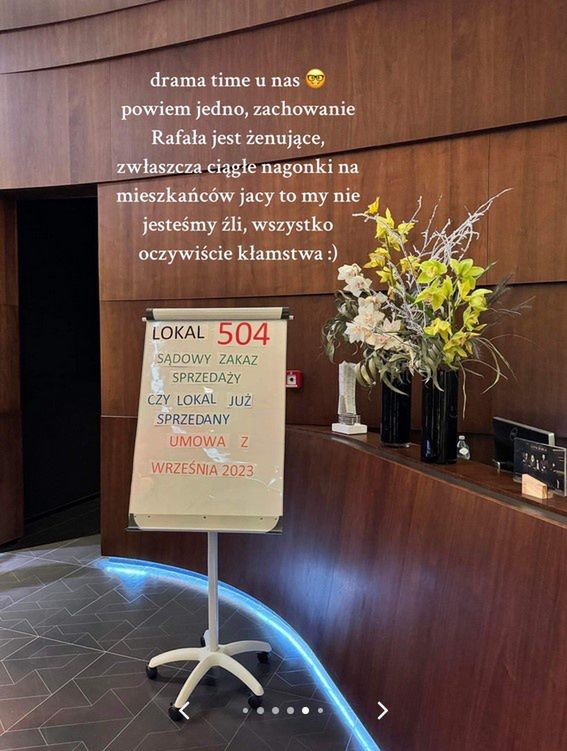 drama time u nas 🤓
powiem jedno, zachowanie
Rafała jest żenujące,
zwłaszcza ciągłe nagonki na
mieszkańców jacy to my nie
jesteśmy źli, wszystko
oczywiście kłamstwa :)
LOKAL 504
SĄDOWY ZAKAZ
SPRZEDAŻY
CZY LOKAL JUŻ
SPRZEDANY
UMOWA Z
WRZEŚNIA 2023